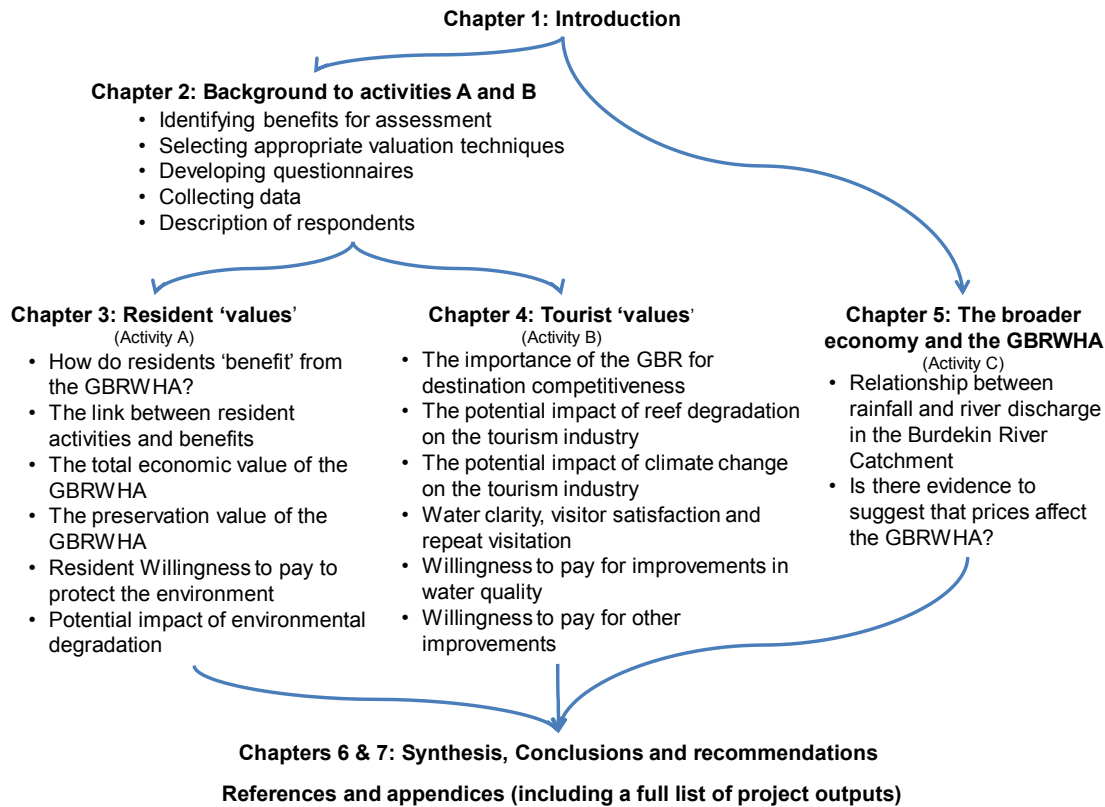 Chapter 1: Introduction
Chapter 2: Background to activities A and B
• Identifying benefits for assessment
• Selecting appropriate valuation techniques
• Developing questionnaires
• Collecting data
• Description of respondents
Chapter 3: Resident ‘values’
(Activity A)
• How do residents ‘benefit’ from
the GBRWHA?
• The link between resident
activities and benefits
• The total economic value of the
GBRWHA
• The preservation value of the
GBRWHA
• Resident Willingness to pay to
protect the environment
• Potential impact of environmental
degradation
Chapter 4: Tourist ‘values’
(Activity B)
• The importance of the GBR for
destination competitiveness
• The potential impact of reef degradation
on the tourism industry
• The potential impact of climate change
on the tourism industry
• Water clarity, visitor satisfaction and
repeat visitation
• Willingness to pay for improvements in
water quality
• Willingness to pay for other
improvements
Chapter 5: The broader
economy and the GBRWHA
(Activity C)
• Relationship between
rainfall and river discharge
in the Burdekin River
Catchment
• Is there evidence to
suggest that prices affect
the GBRWHA?
Chapters 6 & 7: Synthesis, Conclusions and recommendations
References and appendices (including a full list of project outputs)